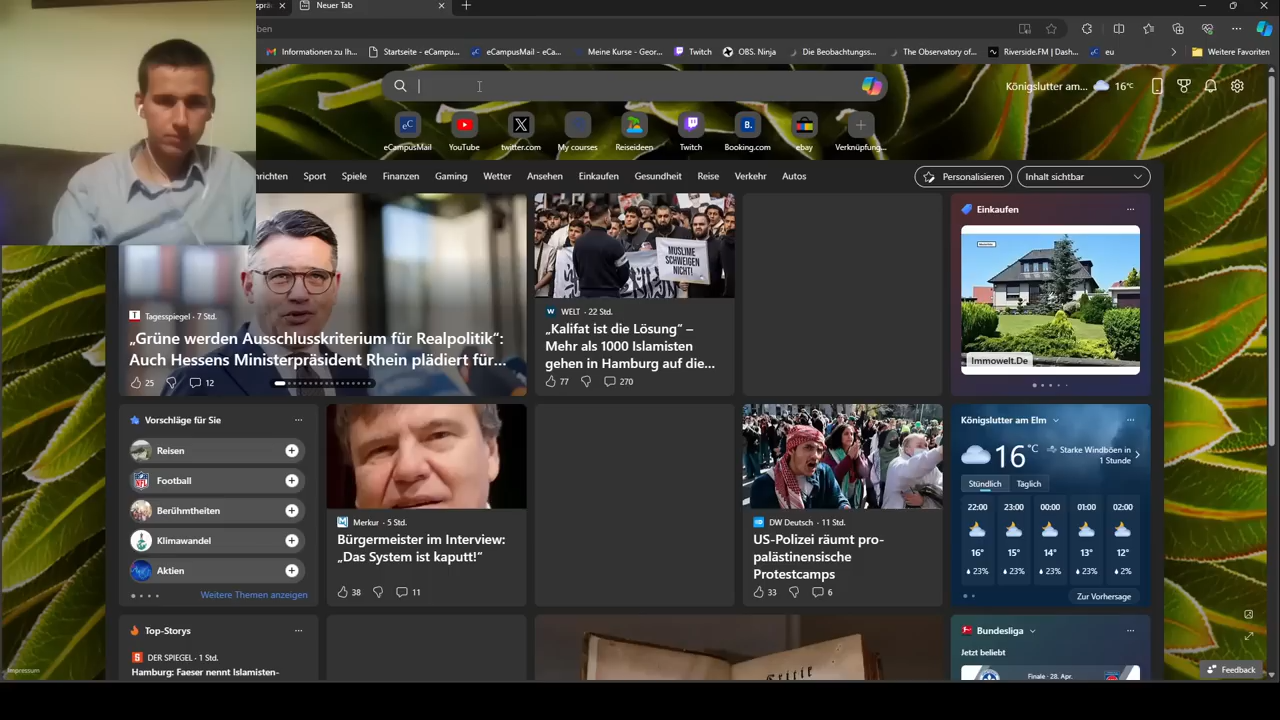 Neuer Tab
ben
Informationen zu Ih...
Startseite - eCampu...
eCampusMail - eCa...
Meine Kurse - Geor...
Twitch
OBS. Ninja
Die Beobachtungss...
The Observatory of...
Riverside.FM | Dash...
eu
Weitere Favoriten
Königslutter am... 16°C
eC
eCampusMail
YouTube
twitter.com
My courses
Reiseideen
Twitch
B.
Booking.com
ebay
Verknüpfung...
hrichten Sport Spiele Finanzen Gaming Wetter Ansehen Einkaufen Gesundheit Reise Verkehr Autos
Personalisieren
Inhalt sichtbar
Tagesspiegel · 7 Std.
„Grüne werden Ausschlusskriterium für Realpolitik“:
Auch Hessens Ministerpräsident Rhein plädiert für...
25 12
MUSLIME
SCHWEIGEN
NICHT!
WELT · 22 Std.
„Kalifat ist die Lösung“ –
Mehr als 1000 Islamisten
gehen in Hamburg auf die...
77 270
Einkaufen
Immowelt.De
Vorschläge für Sie
Reisen
Football
Berühmtheiten
Klimawandel
Aktien
Weitere Themen anzeigen
Merkur · 5 Std.
Bürgermeister im Interview:
„Das System ist kaputt!“
38 11
DW Deutsch · 11 Std.
US-Polizei räumt pro-
palästinensische
Protestcamps
33 6
Königslutter am Elm
16 °C
Starke Windböen in
1 Stunde
Stündlich Täglich
22:00 23:00 00:00 01:00 02:00
16° 15° 14° 13° 12°
23% 23% 23% 23% 2%
Zur Vorhersage
Top-Storys
DER SPIEGEL · 1 Std.
Hamburg: Faeser nennt Islamisten-
Bundesliga
Jetzt beliebt
Finale · 28. Apr.
Feedback
Impressum